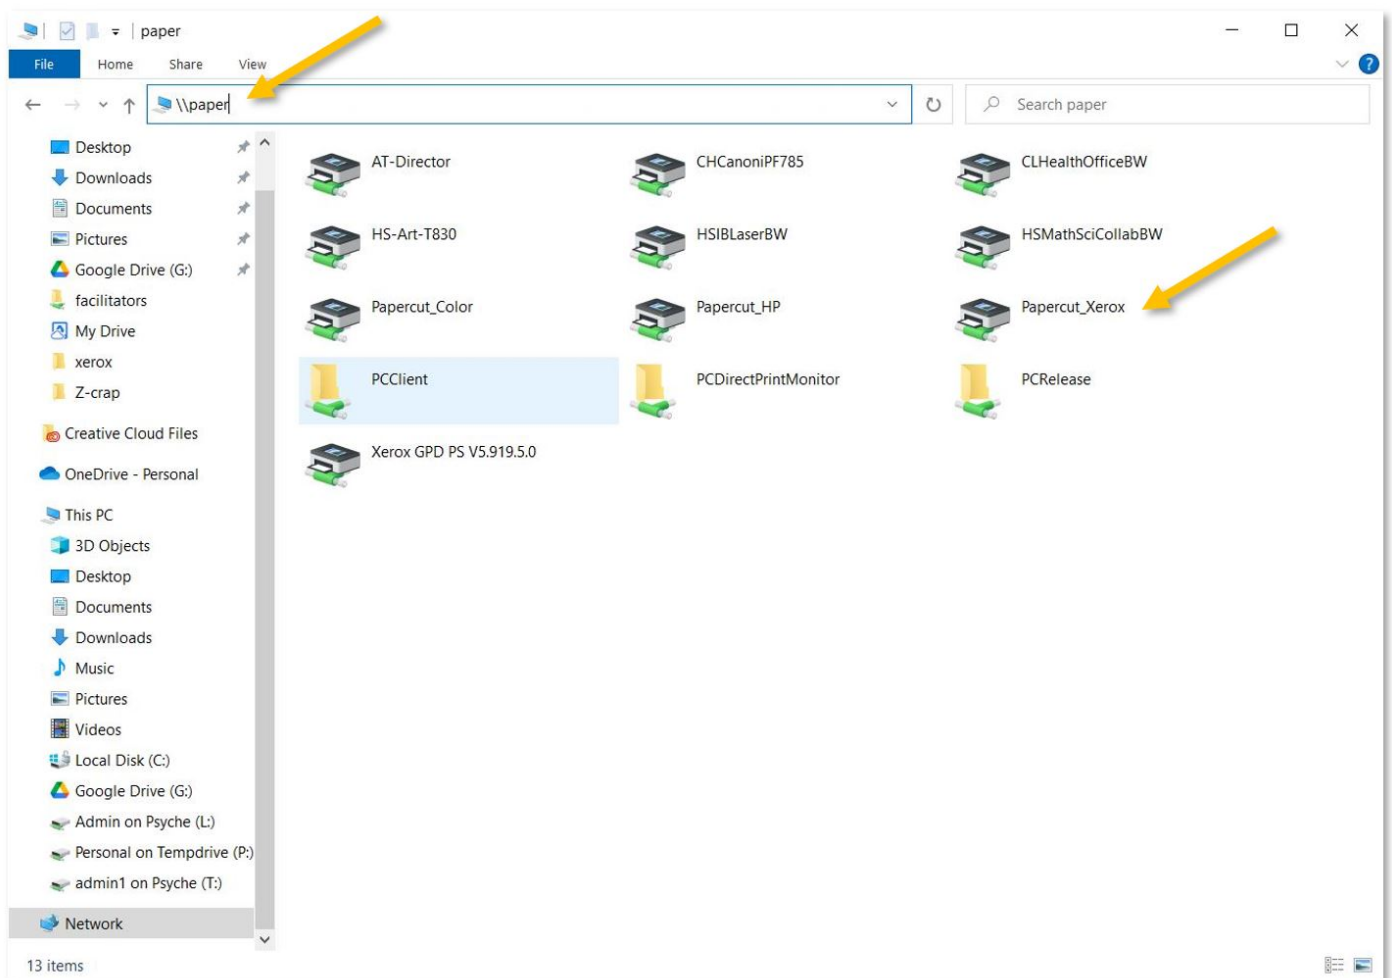 paper
File Home Share View
\\paper
Search paper
Desktop
Downloads
Documents
Pictures
Google Drive (G:)
facilitators
My Drive
xerox
Z-crap
Creative Cloud Files
OneDrive - Personal
This PC
3D Objects
Desktop
Documents
Downloads
Music
Pictures
Videos
Local Disk (C:)
Google Drive (G:)
Admin on Psyche (L:)
Personal on Tempdrive (P:)
admin1 on Psyche (T:)
Network
AT-Director CHCanoniPF785 CLHealthOfficeBW
HS-Art-T830 HSIBLaserBW HSMathSciCollabBW
Papercut_Color Papercut_HP Papercut_Xerox
PCClient PCDirectPrintMonitor PCRelease
Xerox GPD PS V5.919.5.0
13 items